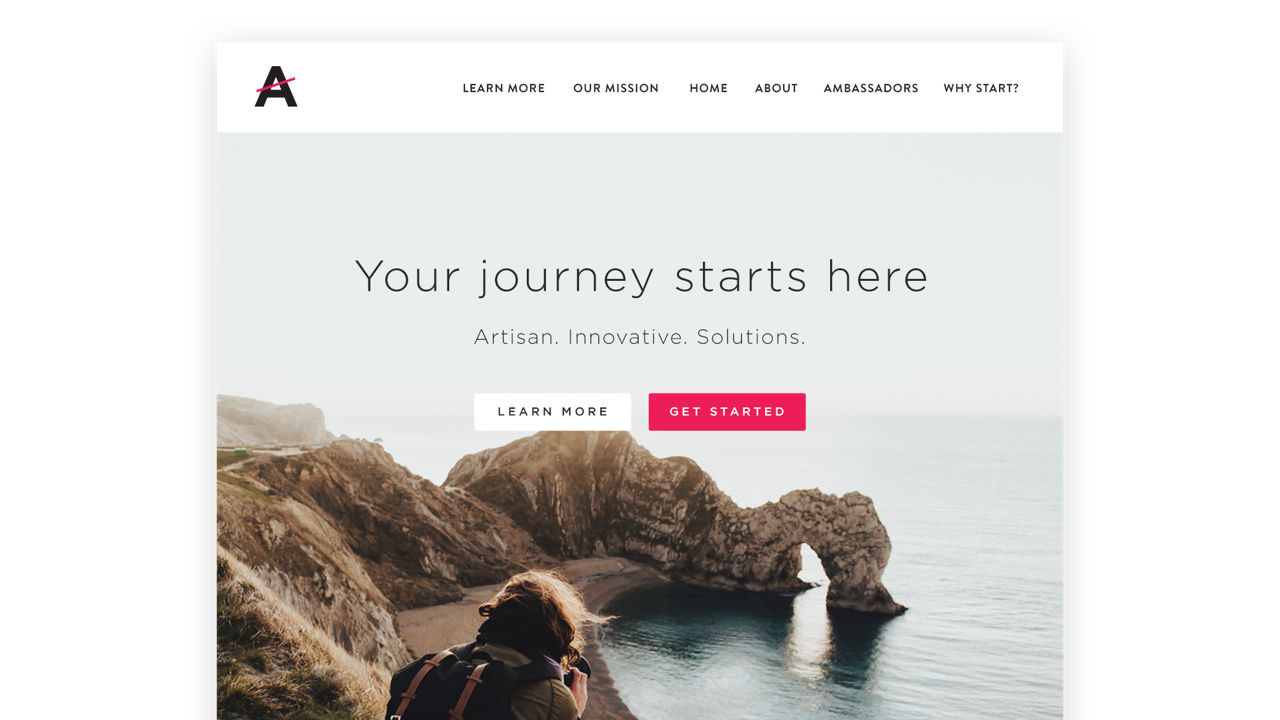 A
LEARN MORE OUR MISSION HOME ABOUT AMBASSADORS WHY START?
Your journey starts here
Artisan. Innovative. Solutions.
LEARN MORE GET STARTED